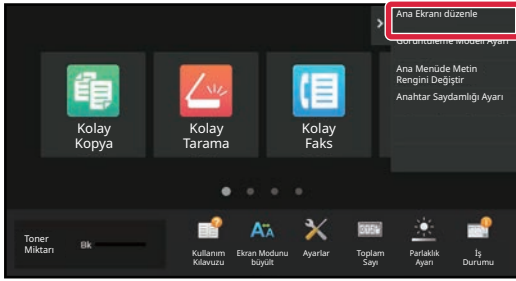 Ana Ekranı düzenle
Görüntüleme Modeli Ayarı
Ana Menüde Metin
Rengini Değiştir
Anahtar Saydamlığı Ayarı
Kolay
Kopya
Kolay
Tarama
Kolay
Faks
Toner
Miktarı
Bk
Kullanım
Kılavuzu
Ekran Modunu
büyült
Ayarlar
Toplam
Sayı
Parlaklık
Ayarı
İş
Durumu